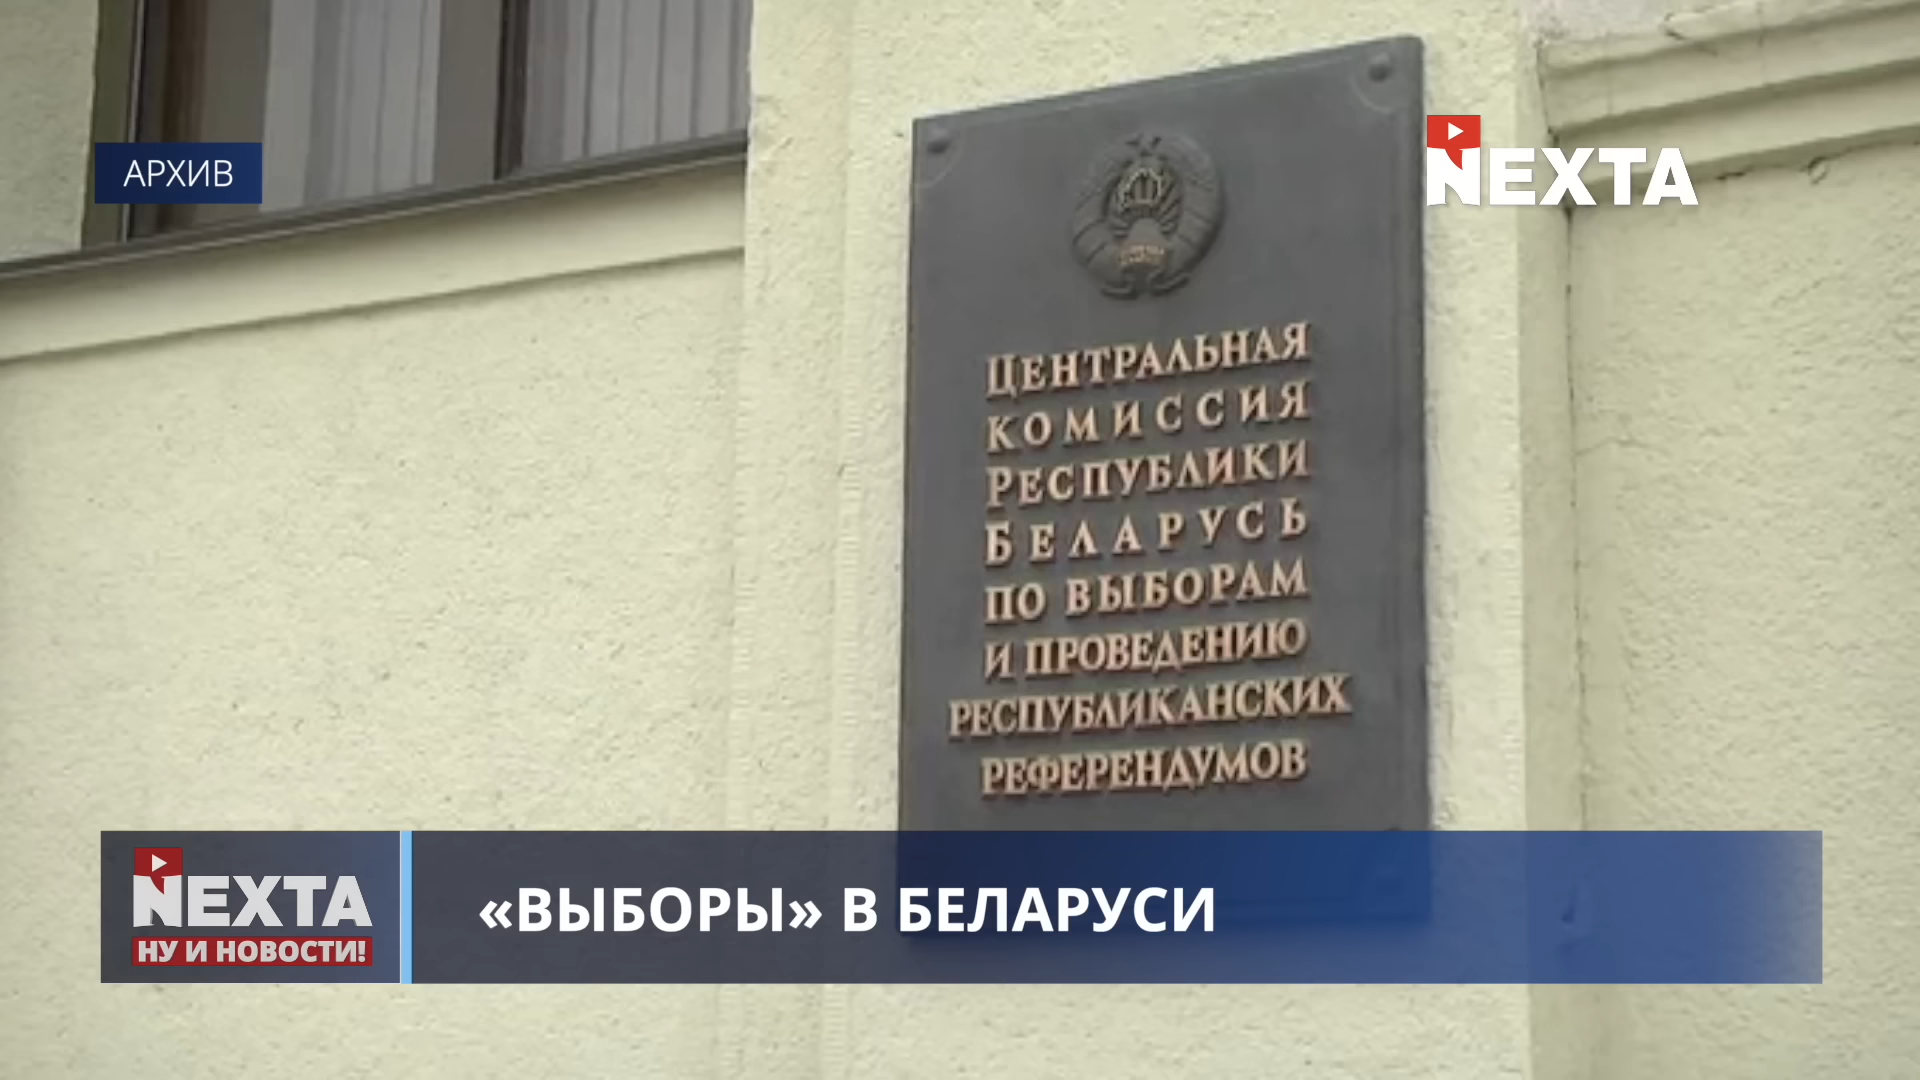 АРХИВ
NEXTA
ЦЕНТРАЛЬНАЯ
КОМИССИЯ
РЕСПУБЛИКИ
БЕЛАРУСЬ
ПО ВЫБОРАМ
И ПРОВЕДЕНИЮ
РЕСПУБЛИКАНСКИХ
РЕФЕРЕНДУМОВ
NEXTA
НУ И НОВОСТИ!
«ВЫБОРЫ» В БЕЛАРУСИ